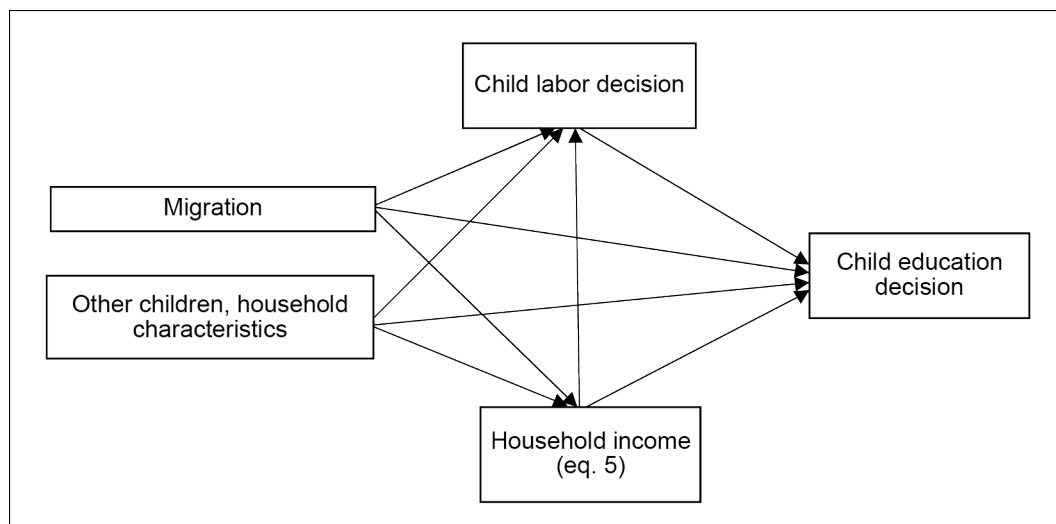 Child labor decision
Migration
Other children, household
characteristics
Child education
decision
Household income
(eq. 5)